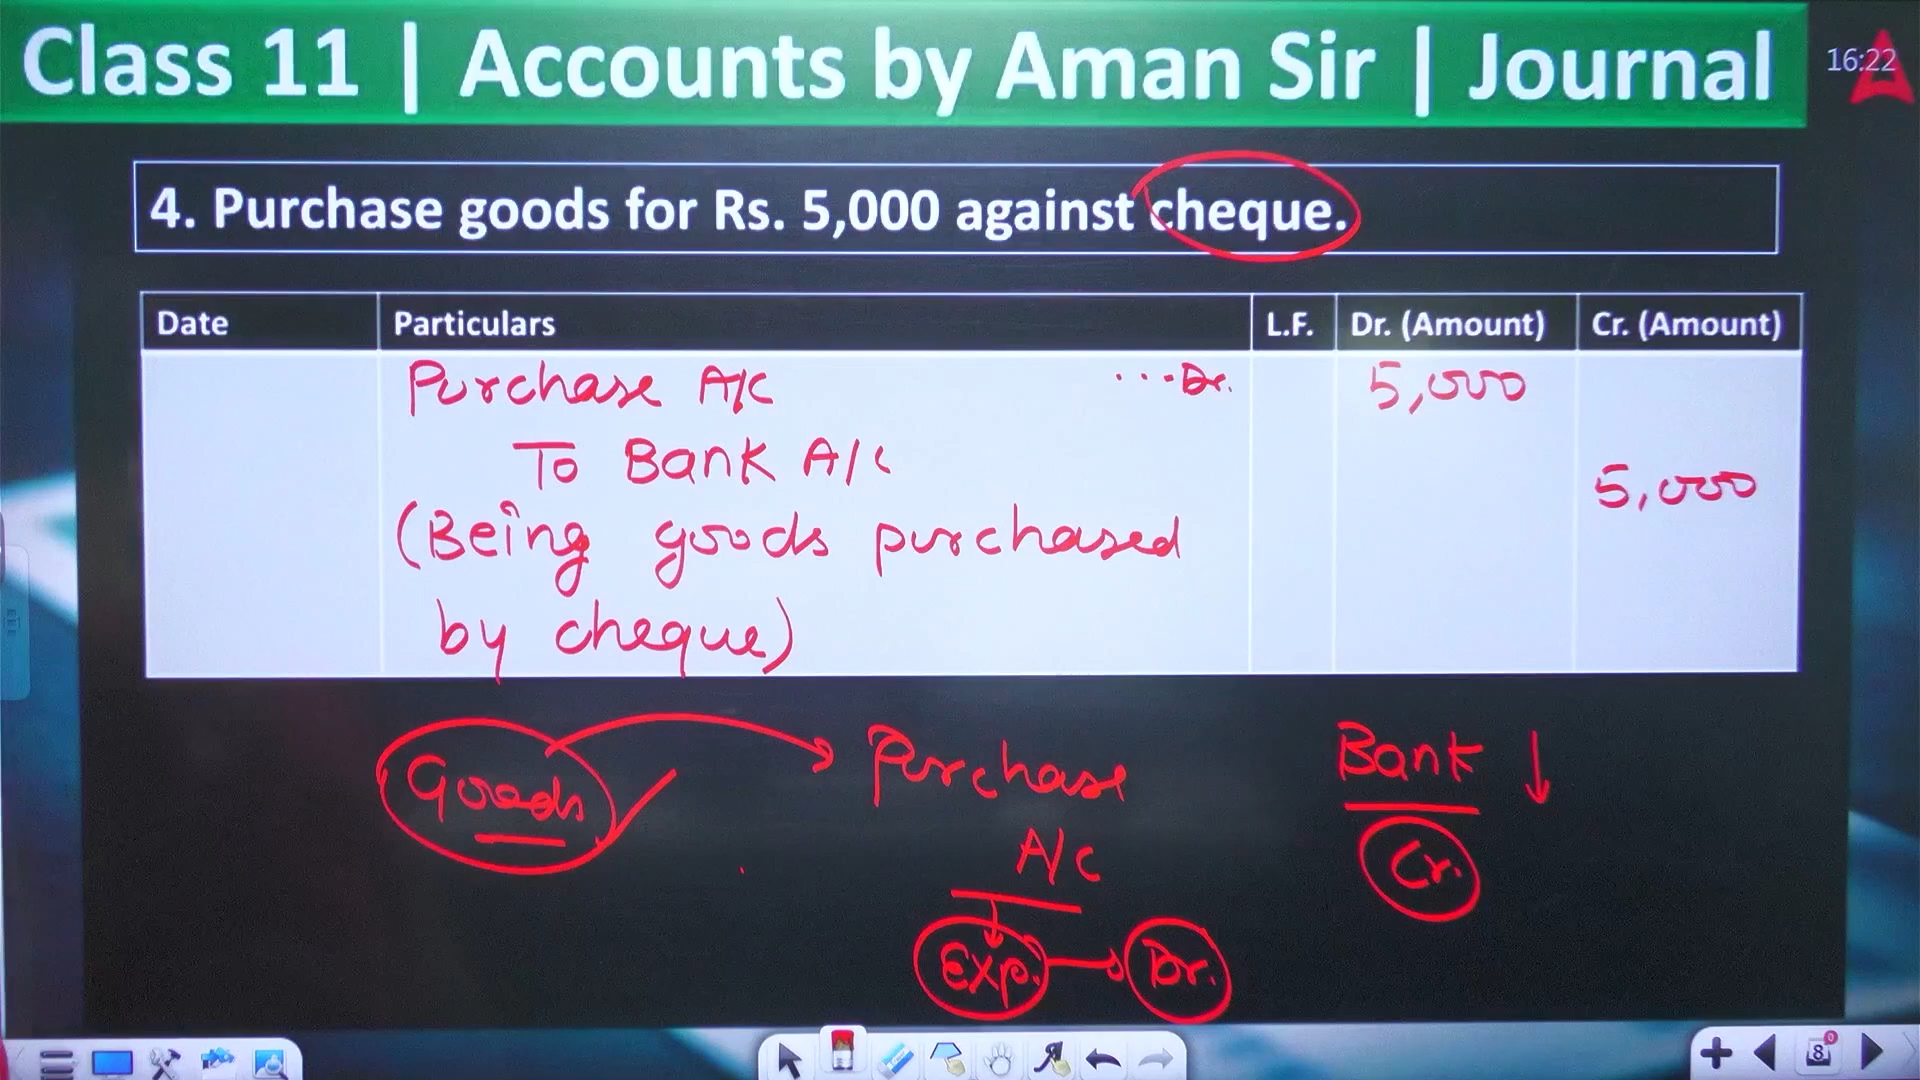 Class 11 | Accounts by Aman Sir | Journal
16:22
4. Purchase goods for Rs. 5,000 against cheque.
Date Particulars L.F. Dr. (Amount) Cr. (Amount)
Purchase A/c ...Dr. 5,000
To Bank A/c
5,000
(Being goods purchased
by cheque)
Goods Purchase Bank
A/c Cr.
Exp. Dr.
8 0